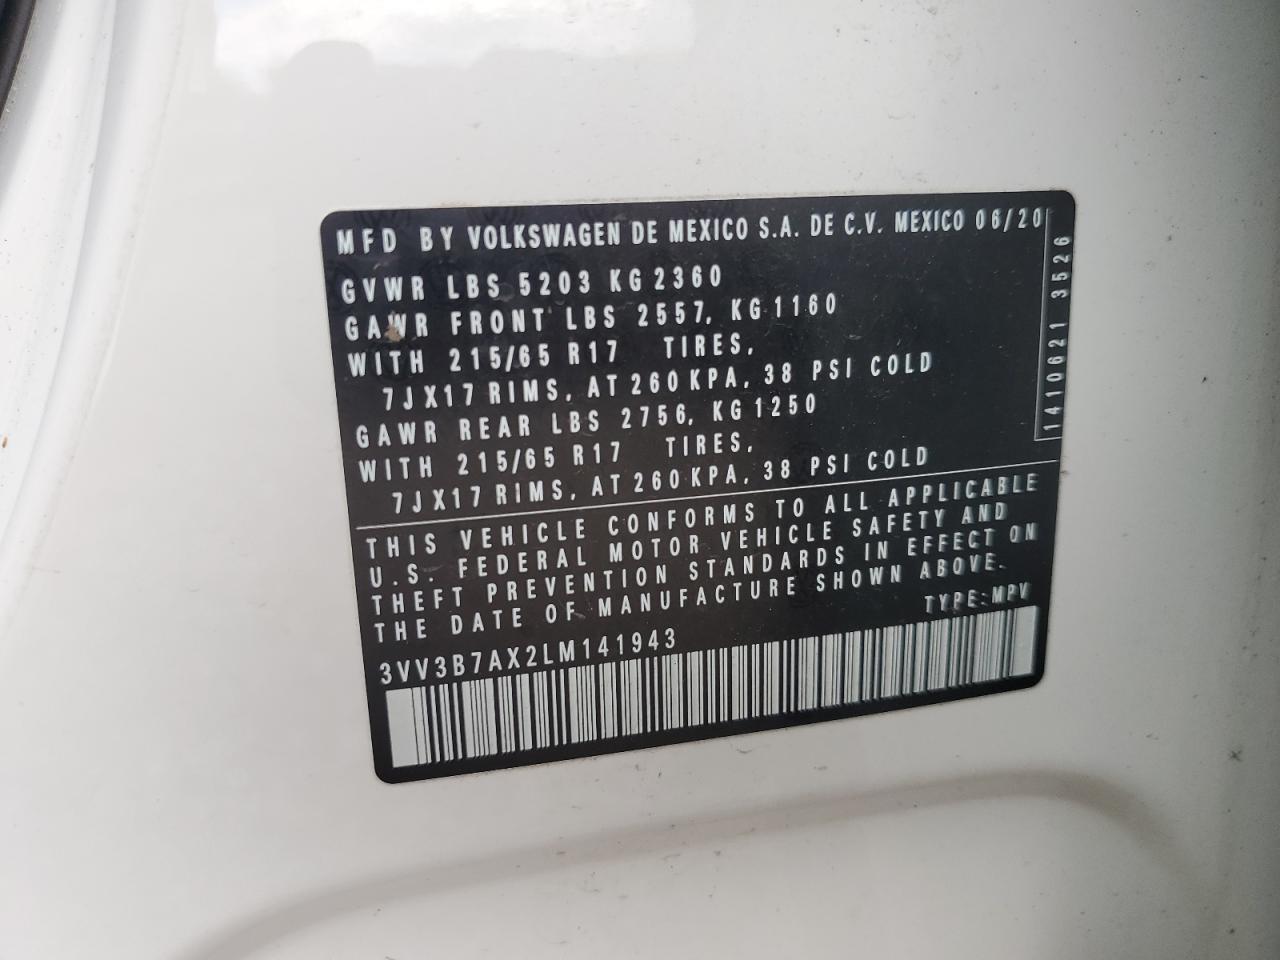 MFD BY VOLKSWAGEN DE MEXICO S.A. DE C.V. MEXICO 06/20
GVWR LBS 5203 KG 2360
GAWR FRONT LBS 2557, KG 1160
WITH 215/65 R17 TIRES,
7JX17 RIMS, AT 260 KPA, 38 PSI COLD
GAWR REAR LBS 2756, KG 1250
WITH 215/65 R17 TIRES,
7JX17 RIMS, AT 260 KPA, 38 PSI COLD
1410621 3526
THIS VEHICLE CONFORMS TO ALL APPLICABLE
U.S. FEDERAL MOTOR VEHICLE SAFETY AND
THEFT PREVENTION STANDARDS IN EFFECT ON
THE DATE OF MANUFACTURE SHOWN ABOVE.
TYPE: MPV
3VV3B7AX2LM141943